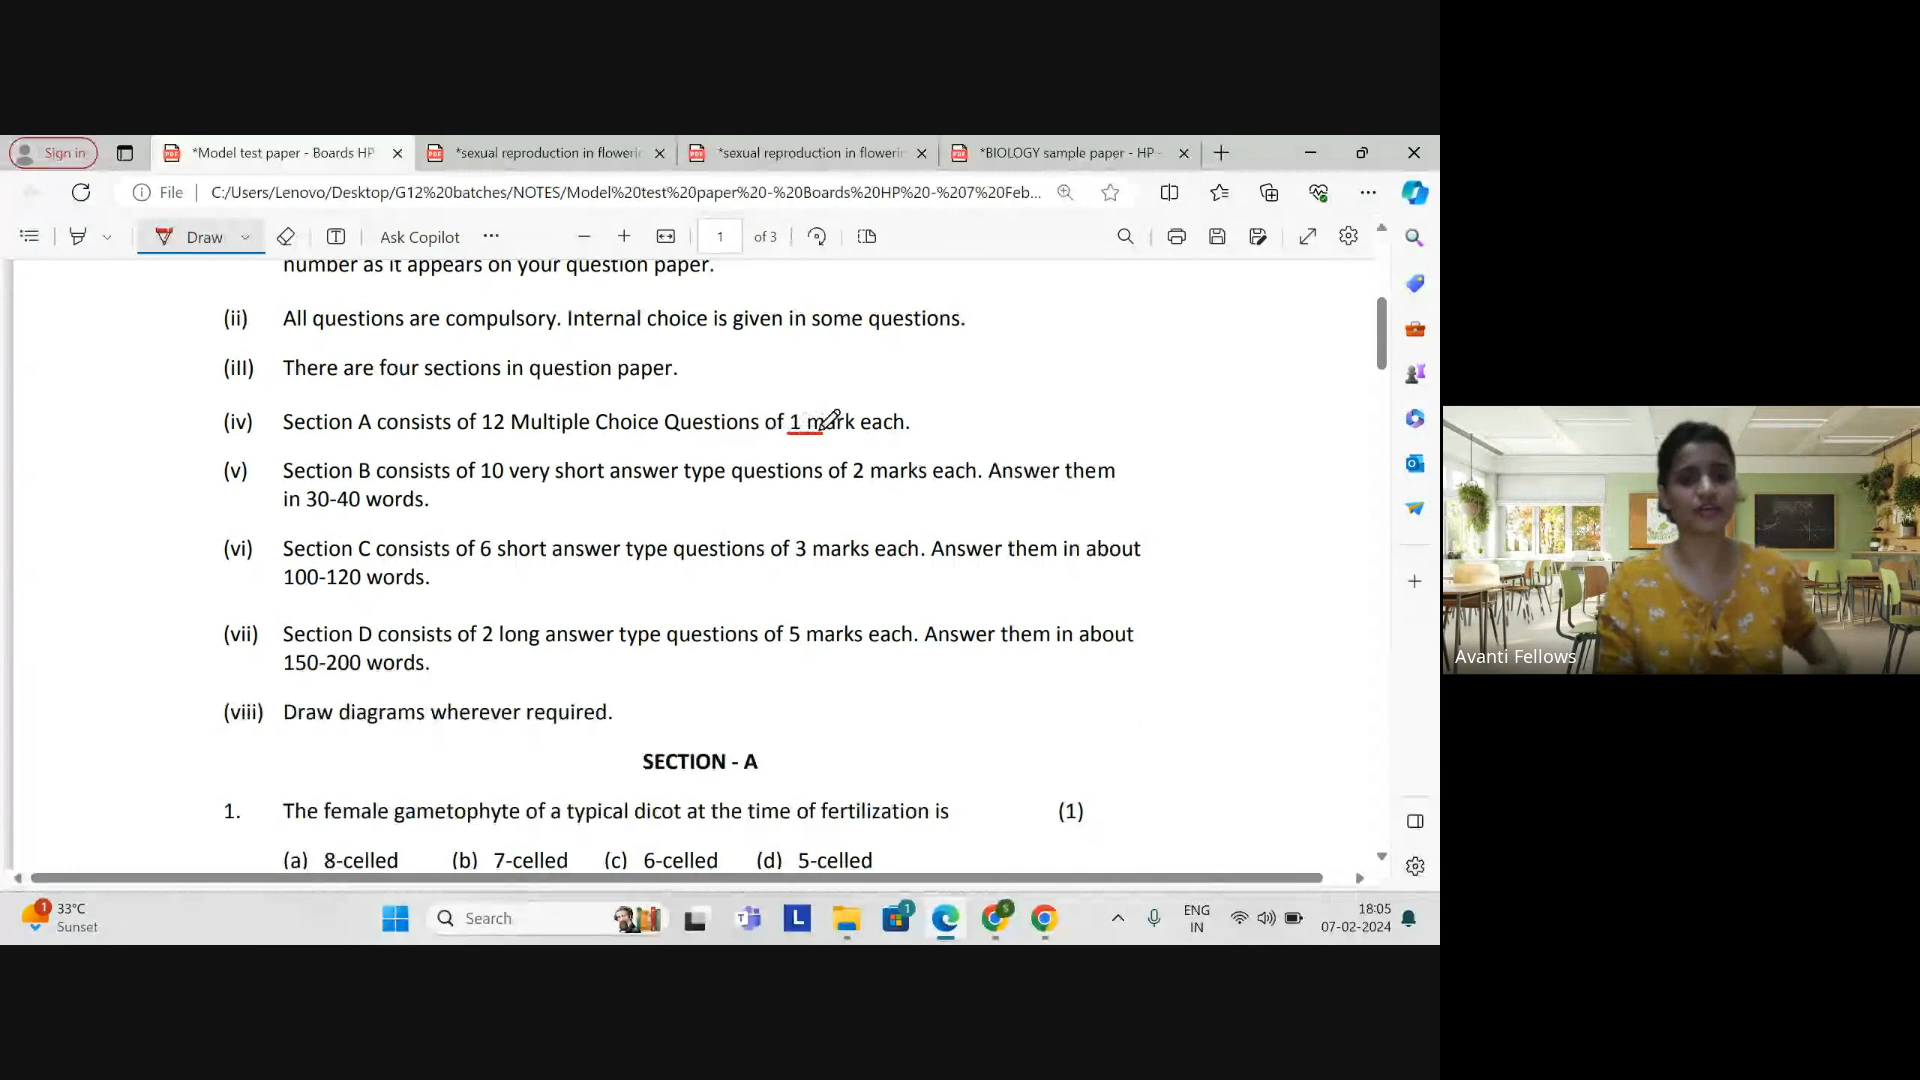 Sign in
*Model test paper - Boards HP
*sexual reproduction in floweri
*sexual reproduction in flowerin
*BIOLOGY sample paper - HP -
File
C:/Users/Lenovo/Desktop/G12%20batches/NOTES/Model%20test%20paper%20-%20Boards%20HP%20-%207%20Feb...
Draw
Ask Copilot
1
of 3
number as it appears on your question paper.
(ii) All questions are compulsory. Internal choice is given in some questions.
(iII) There are four sections in question paper.
(iv) Section A consists of 12 Multiple Choice Questions of 1 mark each.
(v) Section B consists of 10 very short answer type questions of 2 marks each. Answer them
in 30-40 words.
(vi) Section C consists of 6 short answer type questions of 3 marks each. Answer them in about
100-120 words.
(vii) Section D consists of 2 long answer type questions of 5 marks each. Answer them in about
150-200 words.
(viii) Draw diagrams wherever required.
SECTION - A
1. The female gametophyte of a typical dicot at the time of fertilization is (1)
(a) 8-celled (b) 7-celled (c) 6-celled (d) 5-celled
Avanti Fellows
1
33°C
Sunset
Search
L
1
S
ENG
IN
18:05
07-02-2024